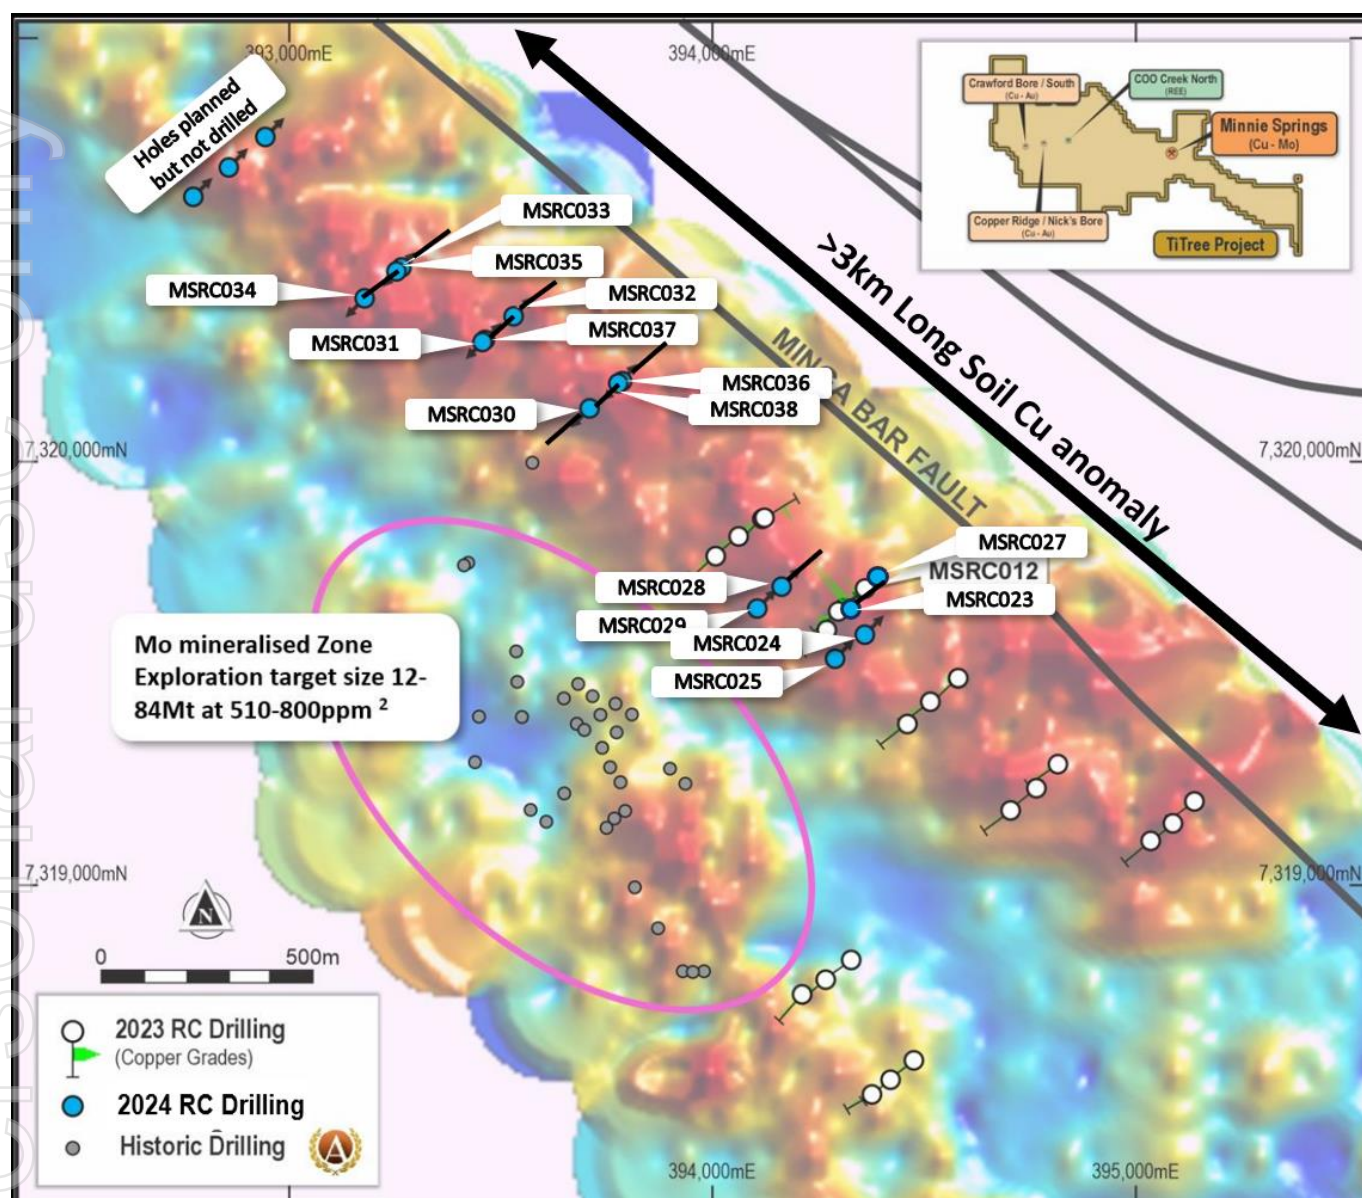 393,000mE
394,000mE
Crawford Bore / South
(Cu - Au)
COO Creek North
(REE)
Minnie Springs
(Cu - Mo)
Copper Ridge / Nick's Bore
(Cu - Au)
TiTree Project
Holes planned
but not drilled
>3km Long Soil Cu anomaly
MSRC033
MSRC035
MSRC034
MSRC032
MSRC037
MSRC031
MSRC036
MSRC038
MSRC030
BAR FAULT
7,320,000mN
7,320,000mN
MSRC027
MSRC012
MSRC028
MSRC023
MSRC029
MSRC024
MSRC025
Mo mineralised Zone
Exploration target size 12-
84Mt at 510-800ppm 2
7,319,000mN
7,319,000mN
N
0 500m
2023 RC Drilling
(Copper Grades)
2024 RC Drilling
Historic Drilling
A
394,000mE
395,000mE